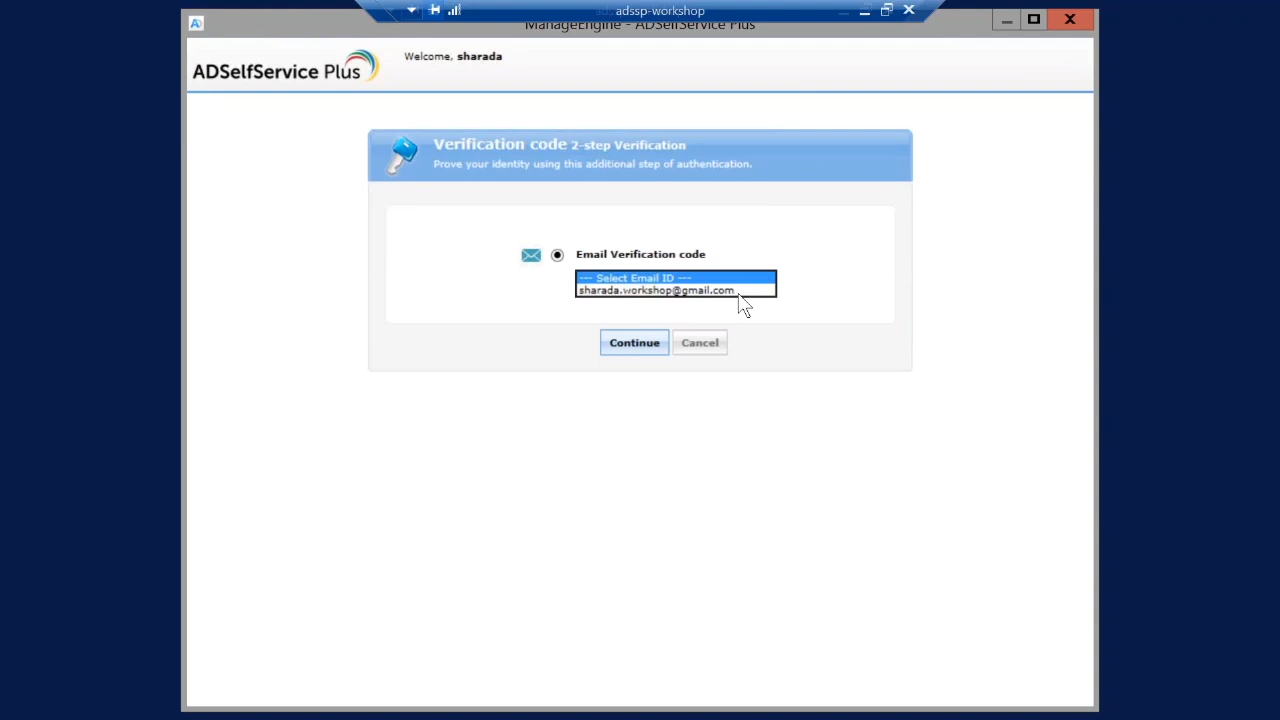 adssp-workshop
ManageEngine - ADSelfService Plus
ADSelfService Plus
Welcome, sharada
Verification code 2-step Verification
Prove your identity using this additional step of authentication.
Email Verification code
--- Select Email ID ---
sharada.workshop@gmail.com
Continue
Cancel